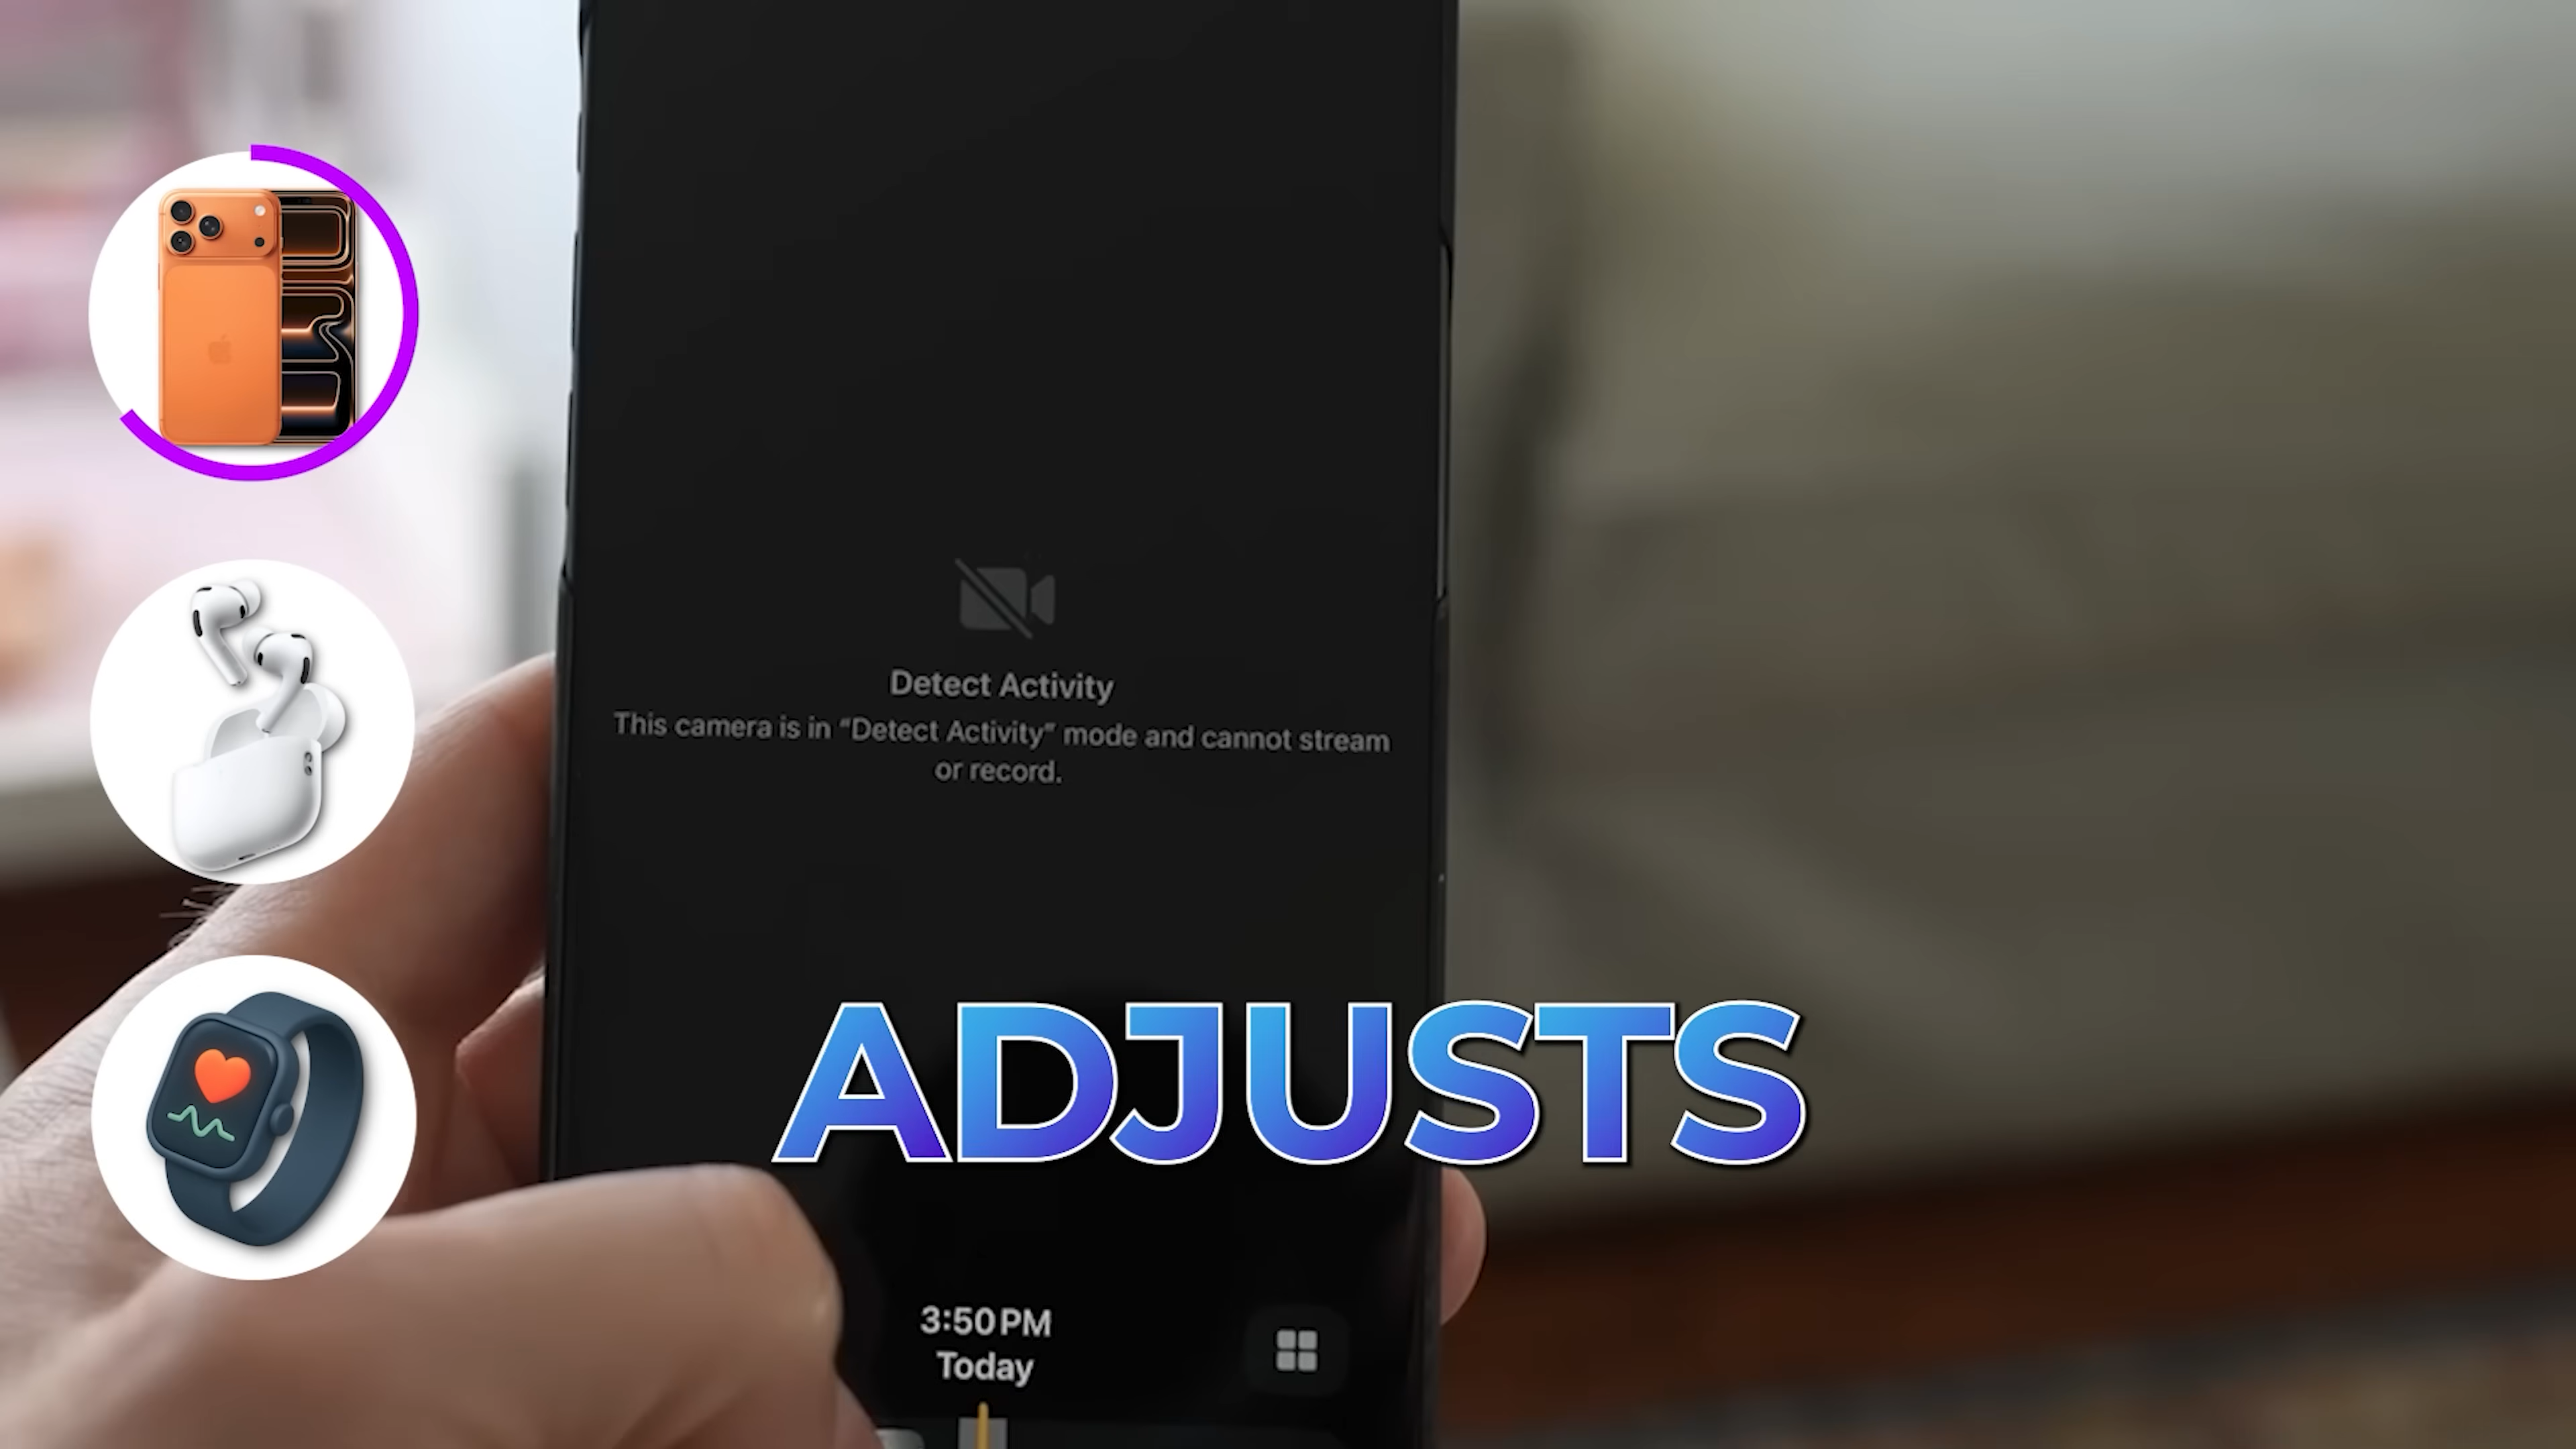 Detect Activity
This camera is in “Detect Activity” mode and cannot stream
or record.
ADJUSTS
3:50 PM
Today